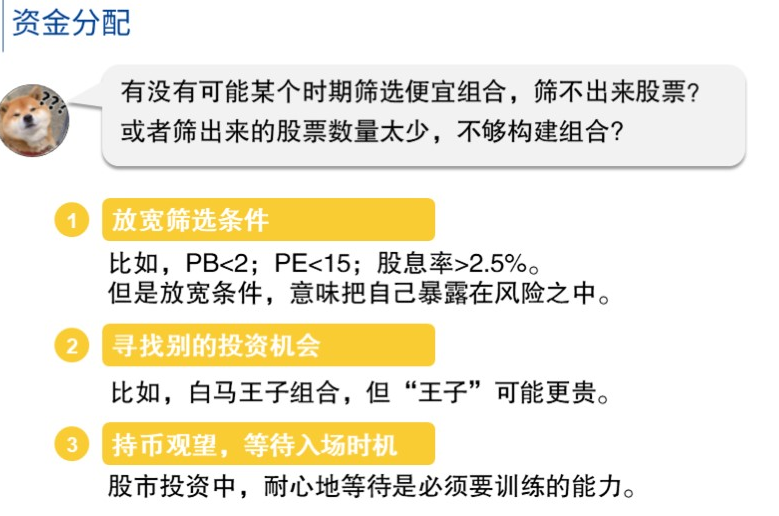 资金分配
???!
有没有可能某个时期筛选便宜组合，筛不出来股票?
或者筛出来的股票数量太少，不够构建组合?
1 放宽筛选条件
比如，PB<2；PE<15；股息率>2.5%。
但是放宽条件，意味把自己暴露在风险之中。
2 寻找别的投资机会
比如，白马王子组合，但“王子”可能更贵。
3 持币观望，等待入场时机
股市投资中，耐心地等待是必须要训练的能力。